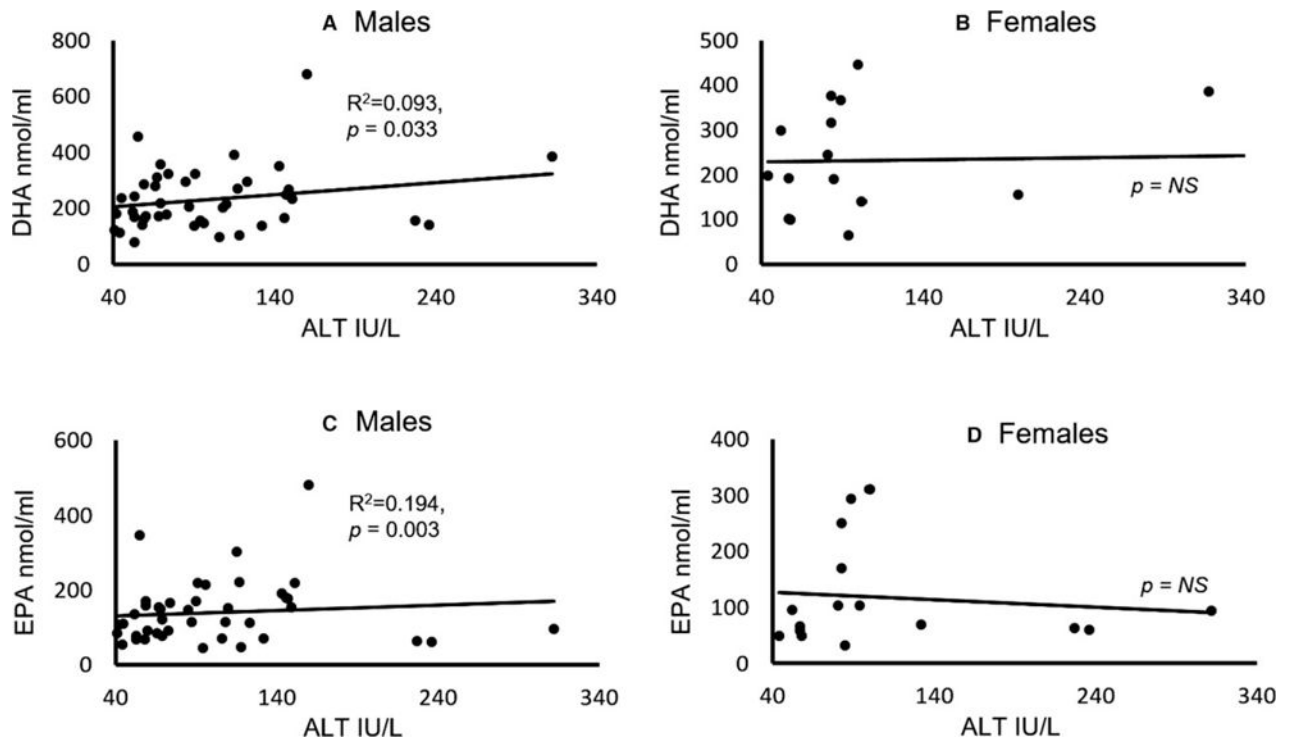 A Males
DHA nmol/ml
800
600
400
200
0
R²=0.093,
p = 0.033
40 140 240 340
ALT IU/L
B Females
DHA nmol/ml
500
400
300
200
100
0
p = NS
40 140 240 340
ALT IU/L
C Males
EPA nmol/ml
600
400
200
0
R²=0.194,
p = 0.003
40 140 240 340
ALT IU/L
D Females
EPA nmol/ml
400
300
200
100
0
p = NS
40 140 240 340
ALT IU/L